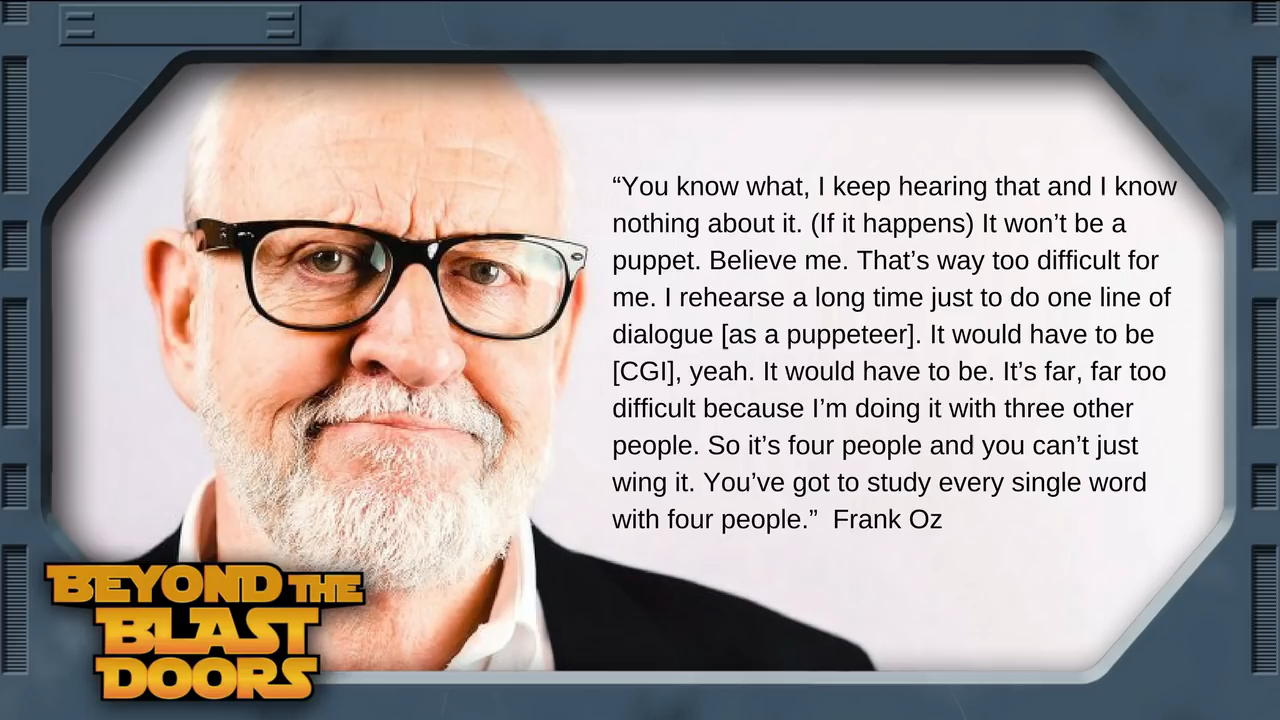 “You know what, I keep hearing that and I know
nothing about it. (If it happens) It won’t be a
puppet. Believe me. That’s way too difficult for
me. I rehearse a long time just to do one line of
dialogue [as a puppeteer]. It would have to be
[CGI], yeah. It would have to be. It’s far, far too
difficult because I’m doing it with three other
people. So it’s four people and you can’t just
wing it. You’ve got to study every single word
with four people.”  Frank Oz
BEYOND THE
BLAST
DOORS